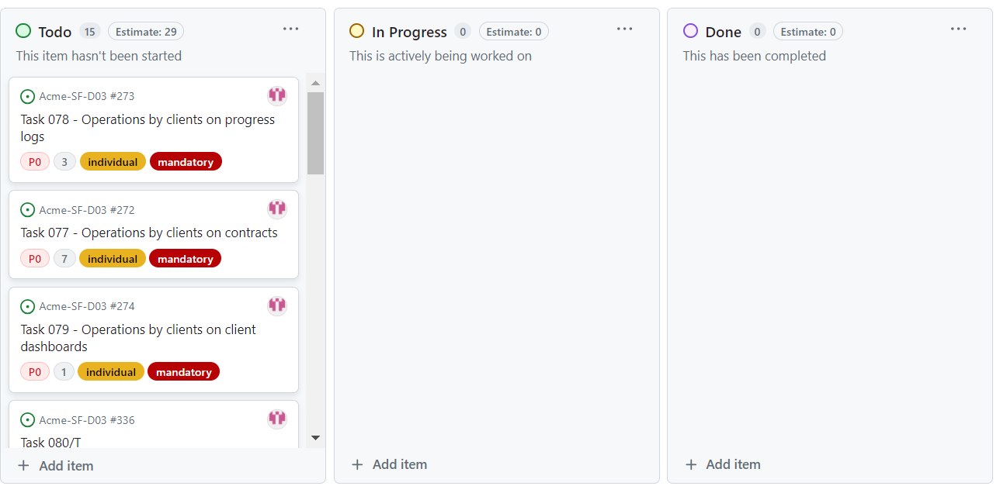 Todo 15 Estimate: 29
This item hasn't been started
Acme-SF-D03 #273
Task 078 - Operations by clients on progress
logs
P0 3 individual mandatory
Acme-SF-D03 #272
Task 077 - Operations by clients on contracts
P0 7 individual mandatory
Acme-SF-D03 #274
Task 079 - Operations by clients on client
dashboards
P0 1 individual mandatory
Acme-SF-D03 #336
Task 080/T
Add item
In Progress 0 Estimate: 0
This is actively being worked on
Add item
Done 0 Estimate: 0
This has been completed
Add item